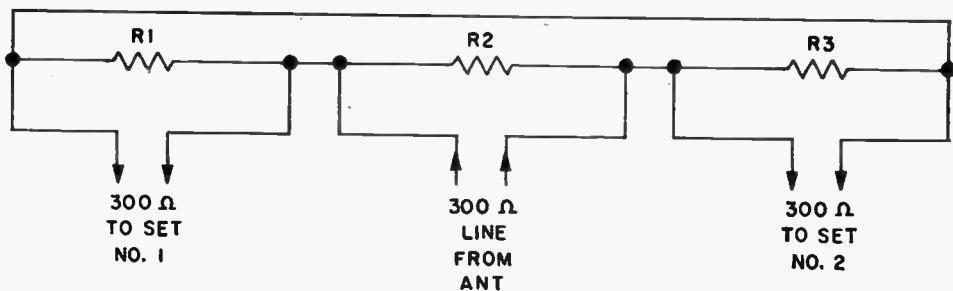 R1
R2
R3
300 Ω
TO SET
NO. 1
300 Ω
LINE
FROM
ANT
300 Ω
TO SET
NO. 2